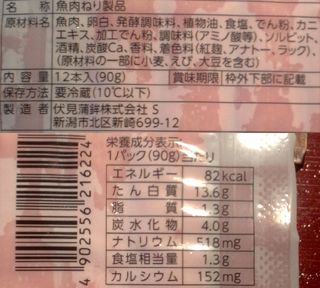 名 称 魚肉ねり製品
原材料名 魚肉、卵白、発酵調味料、植物油、食塩、でん粉、カニ
エキス、加工でん粉、調味料(アミノ酸等)、ソルビット、
酒精、炭酸Ca、香料、着色料(紅麹、アナトー、ラック)、
(原材料の一部に小麦、えび、大豆を含む)
内 容 量 12本入(90g) 賞味期限 枠外下部に記載
保存方法 要冷蔵(10℃以下)
製 造 者 伏見蒲鉾株式会社 S
新潟市北区新崎699-12
栄養成分表示
1パック(90g)当たり
エネルギー 82kcal
たん白質 13.6g
脂 質 1.3g
炭水化物 4.0g
ナトリウム 518mg
食塩相当量 1.3g
カルシウム 152mg
4 902556 216224